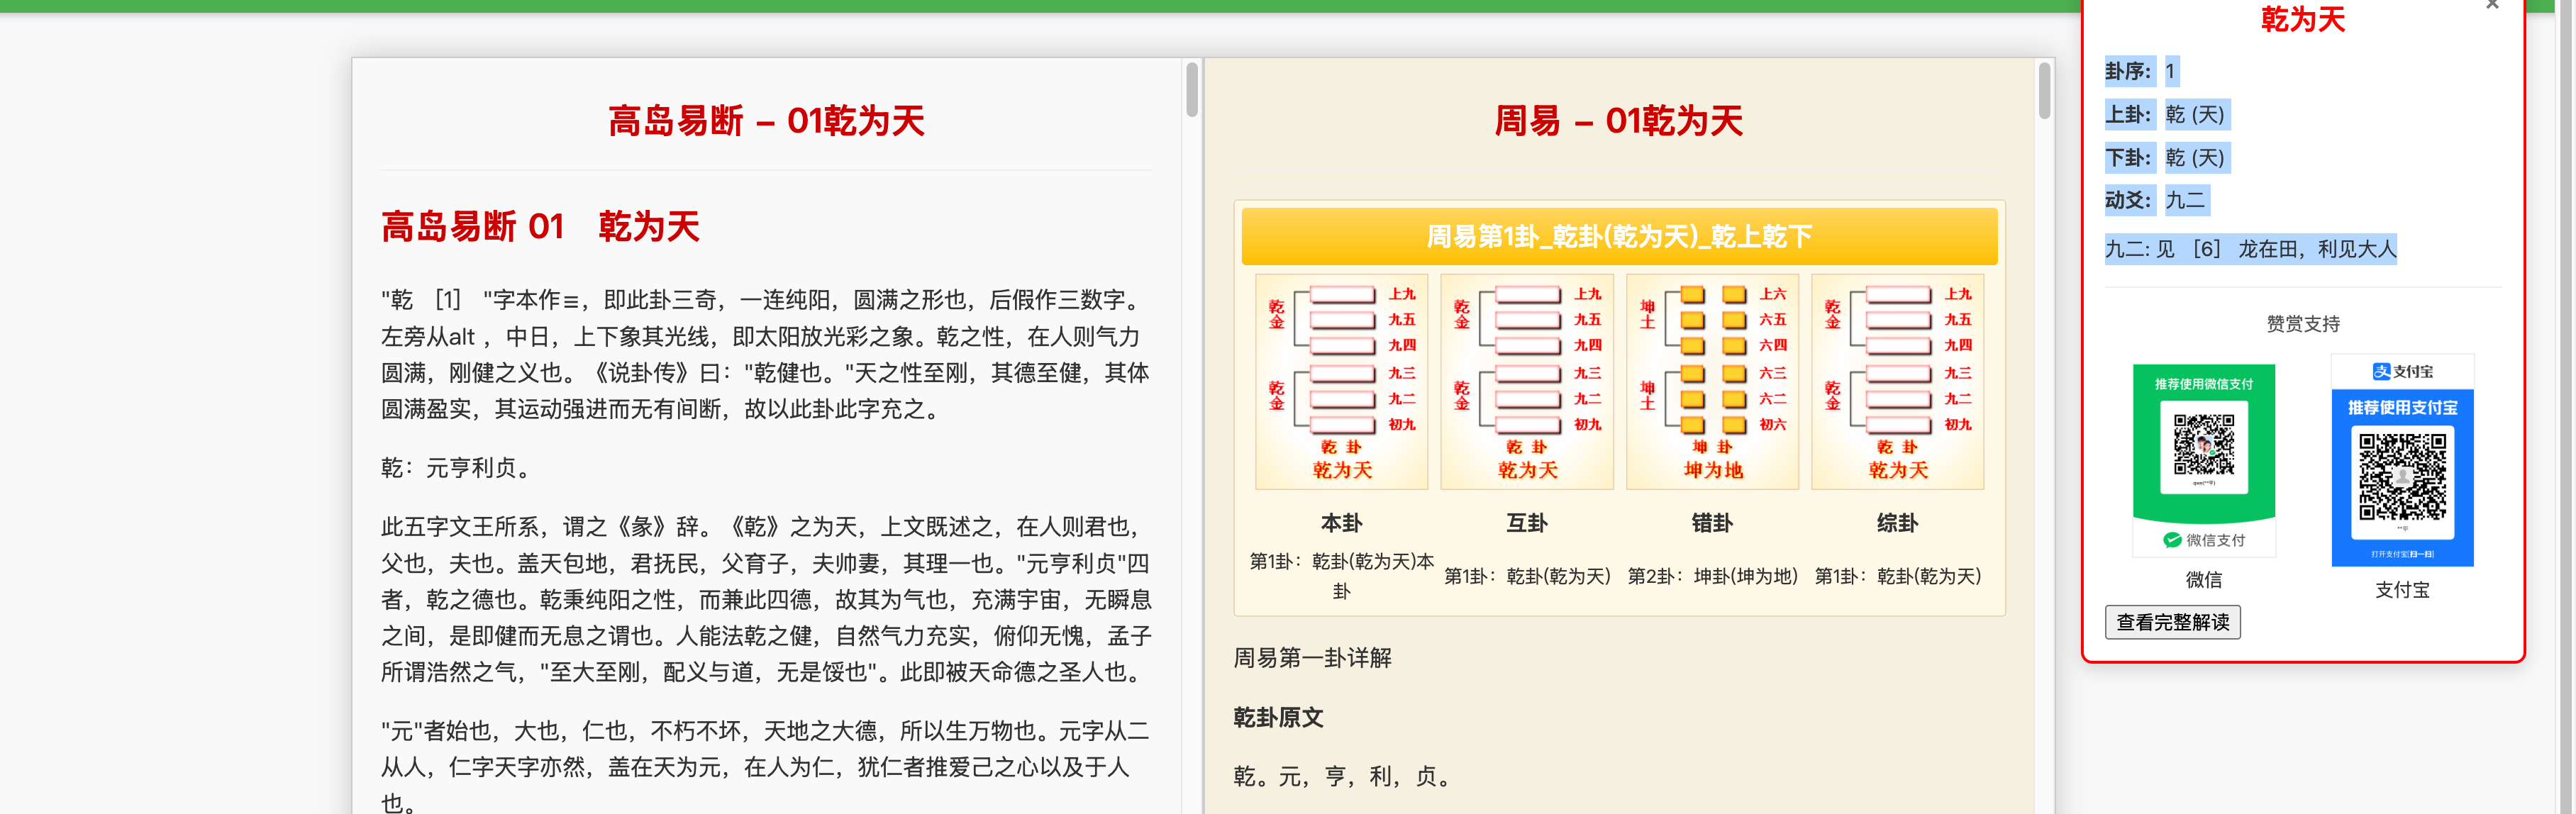 高岛易断 – 01乾为天
高岛易断 01 乾为天
"乾 ［1］ "字本作☰，即此卦三奇，一连纯阳，圆满之形也，后假作三数字。
左旁从alt ，中日，上下象其光线，即太阳放光彩之象。乾之性，在人则气力
圆满，刚健之义也。《说卦传》曰："乾健也。"天之性至刚，其德至健，其体
圆满盈实，其运动强进而无有间断，故以此卦此字充之。
乾：元亨利贞。
此五字文王所系，谓之《彖》辞。《乾》之为天，上文既述之，在人则君也，
父也，夫也。盖天包地，君抚民，父育子，夫帅妻，其理一也。"元亨利贞"四
者，乾之德也。乾秉纯阳之性，而兼此四德，故其为气也，充满宇宙，无瞬息
之间，是即健而无息之谓也。人能法乾之健，自然气力充实，俯仰无愧，孟子
所谓浩然之气，"至大至刚，配义与道，无是馁也"。此即被天命德之圣人也。
"元"者始也，大也，仁也，不朽不坏，天地之大德，所以生万物也。元字从二
从人，仁字天字亦然，盖在天为元，在人为仁，犹仁者推爱己之心以及于人
也。
周易 – 01乾为天
周易第1卦_乾卦(乾为天)_乾上乾下
乾金 上九
九五
九四
乾金 九三
九二
初九
乾 卦
乾为天
乾金 上九
九五
九四
乾金 九三
九二
初九
乾 卦
乾为天
坤土 上六
六五
六四
坤土 六三
六二
初六
坤 卦
坤为地
乾金 上九
九五
九四
乾金 九三
九二
初九
乾 卦
乾为天
本卦 互卦 错卦 综卦
第1卦：乾卦(乾为天)本
卦
第1卦：乾卦(乾为天)
第2卦：坤卦(坤为地)
第1卦：乾卦(乾为天)
周易第一卦详解
乾卦原文
乾。元，亨，利，贞。
×
乾为天
卦序: 1
上卦: 乾 (天)
下卦: 乾 (天)
动爻: 九二
九二: 见 ［6］ 龙在田，利见大人
赞赏支持
推荐使用微信支付
微信支付
微信
支付宝
推荐使用支付宝
打开支付宝[扫一扫]
支付宝
查看完整解读